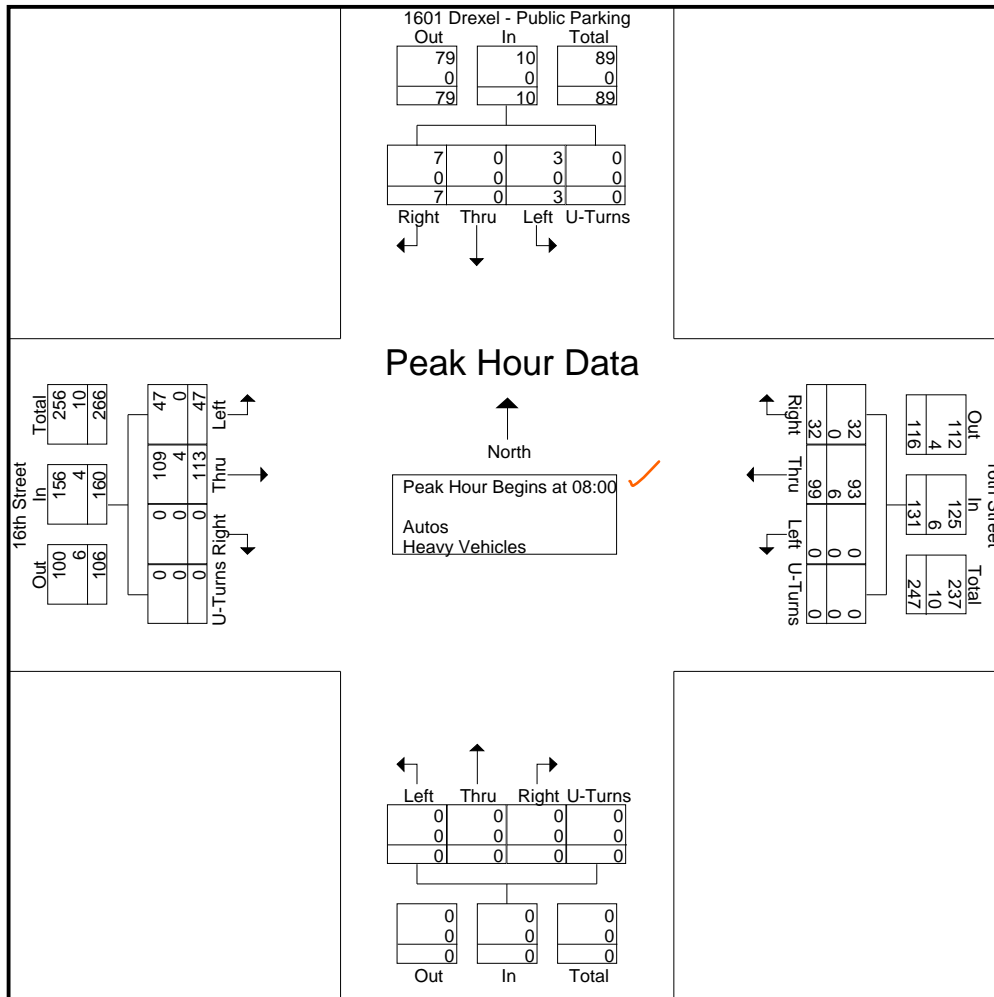 1601 Drexel - Public Parking
Out In Total
79 10 89
0 0 0
79 10 89
7 0 3 0
0 0 0 0
7 0 3 0
Right Thru Left U-Turns
Peak Hour Data
North
Peak Hour Begins at 08:00
Autos
Heavy Vehicles
16th Street
Out In Total
100 156 256
6 4 10
106 160 266
U-Turns Right Thru Left
0 0 109 47
0 0 4 0
0 0 113 47
Out In Total
112 125 237
4 6 10
116 131 247
32 93 0 0
0 6 0 0
32 99 0 0
Right Thru Left U-Turns
Left Thru Right U-Turns
0 0 0 0
0 0 0 0
0 0 0 0
0 0 0
0 0 0
0 0 0
Out In Total